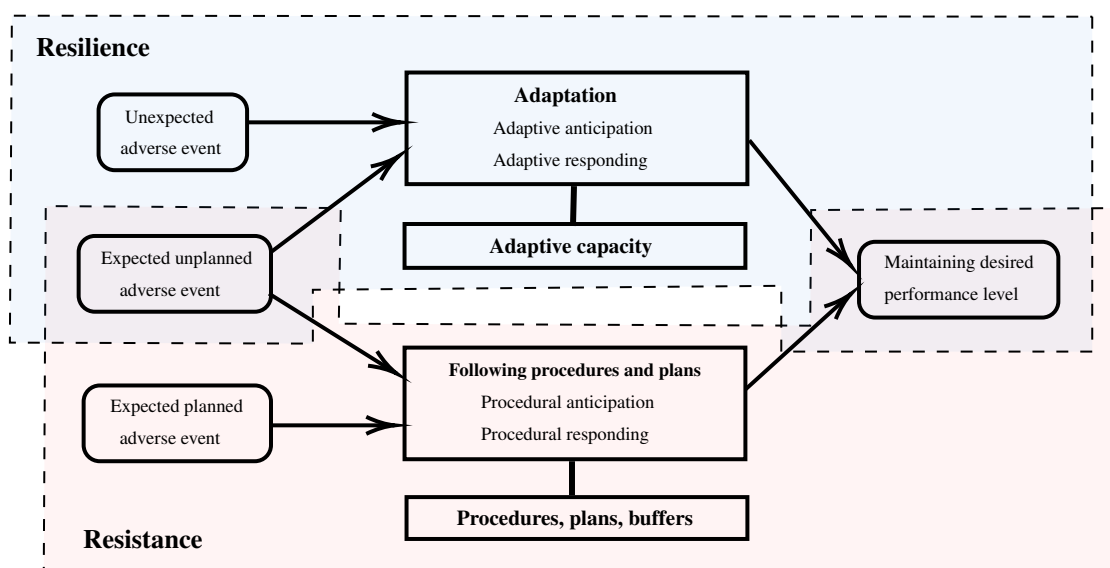 Resilience
Unexpected
adverse event
Adaptation
Adaptive anticipation
Adaptive responding
Adaptive capacity
Expected unplanned
adverse event
Maintaining desired
performance level
Following procedures and plans
Procedural anticipation
Procedural responding
Expected planned
adverse event
Procedures, plans, buffers
Resistance